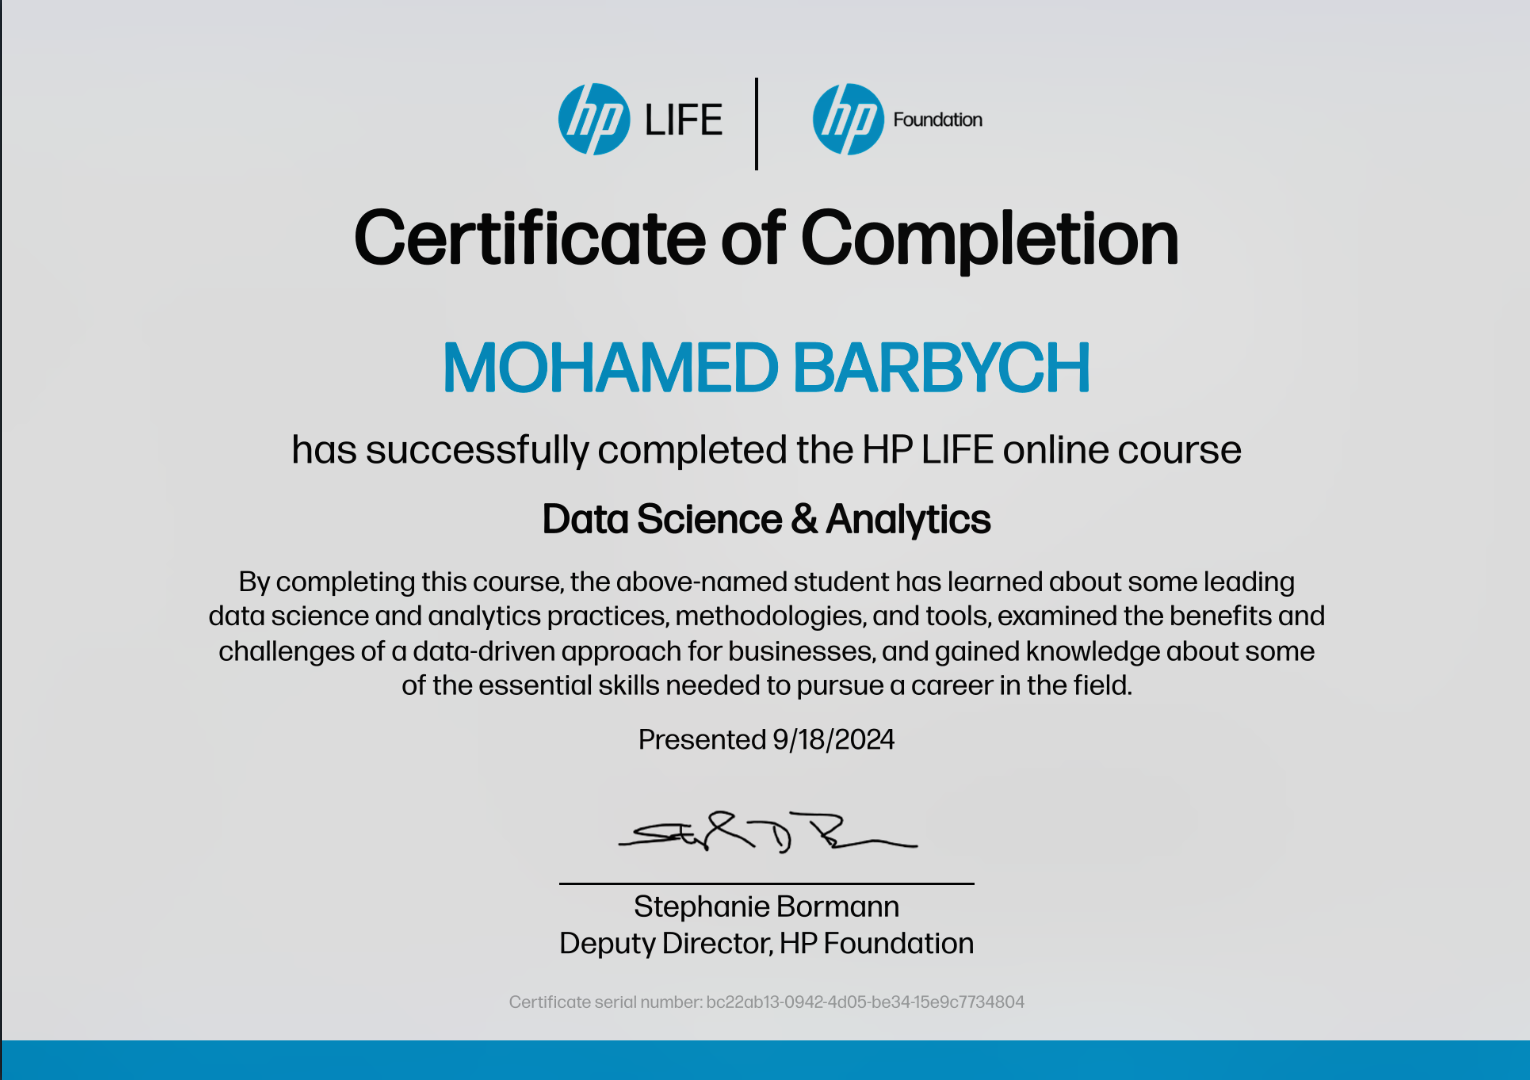 hp LIFE hp Foundation
Certificate of Completion
MOHAMED BARBYCH
has successfully completed the HP LIFE online course
Data Science & Analytics
By completing this course, the above-named student has learned about some leading
data science and analytics practices, methodologies, and tools, examined the benefits and
challenges of a data-driven approach for businesses, and gained knowledge about some
of the essential skills needed to pursue a career in the field.
Presented 9/18/2024
Stephanie Bormann
Deputy Director, HP Foundation
Certificate serial number: bc22ab13-0942-4d05-be34-15e9c7734804